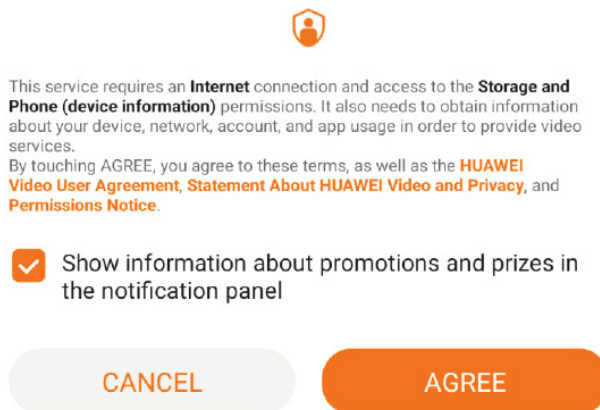 This service requires an Internet connection and access to the Storage and
Phone (device information) permissions. It also needs to obtain information
about your device, network, account, and app usage in order to provide video
services.
By touching AGREE, you agree to these terms, as well as the HUAWEI
Video User Agreement, Statement About HUAWEI Video and Privacy, and
Permissions Notice.
Show information about promotions and prizes in
the notification panel
CANCEL AGREE